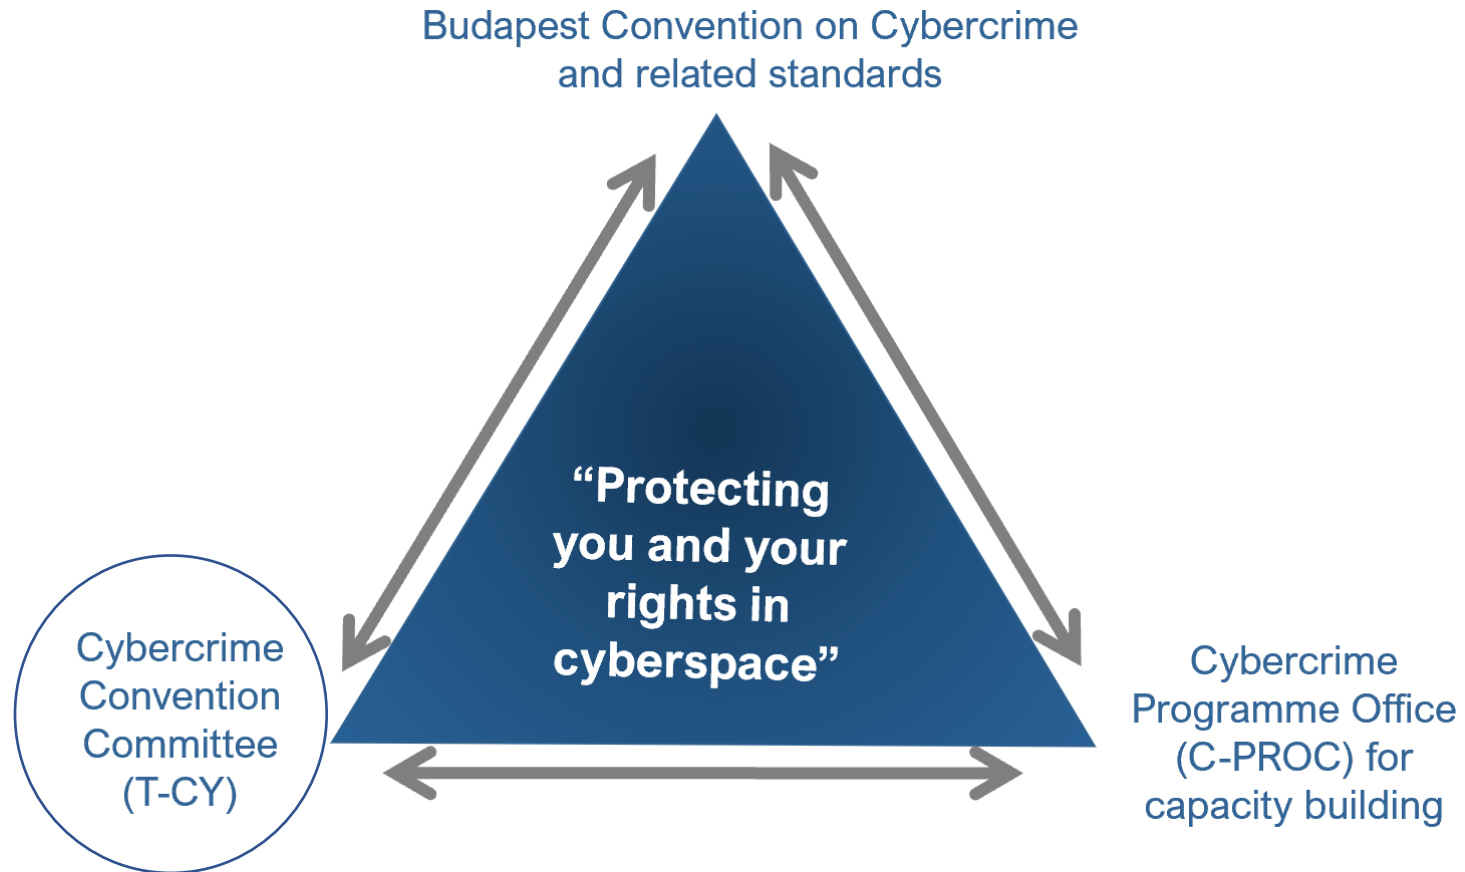 Budapest Convention on Cybercrime
and related standards
“Protecting
you and your
rights in
cyberspace”
Cybercrime
Convention
Committee
(T-CY)
Cybercrime
Programme Office
(C-PROC) for
capacity building